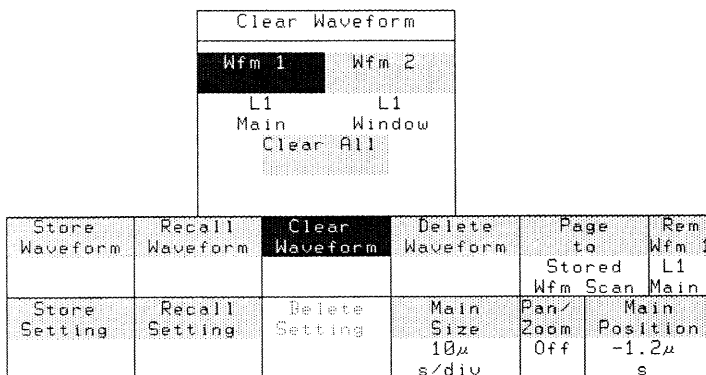 Clear Waveform
Wfm 1 Wfm 2
L1 L1
Main Window
Clear All
Store Recall Clear Delete Page Rem
Waveform Waveform Waveform Waveform to Wfm 1
Stored L1
Wfm Scan Main
Store Recall Delete Main Pan/ Main
Setting Setting Setting Size Zoom Position
10μ Off -1.2μ
s/div s